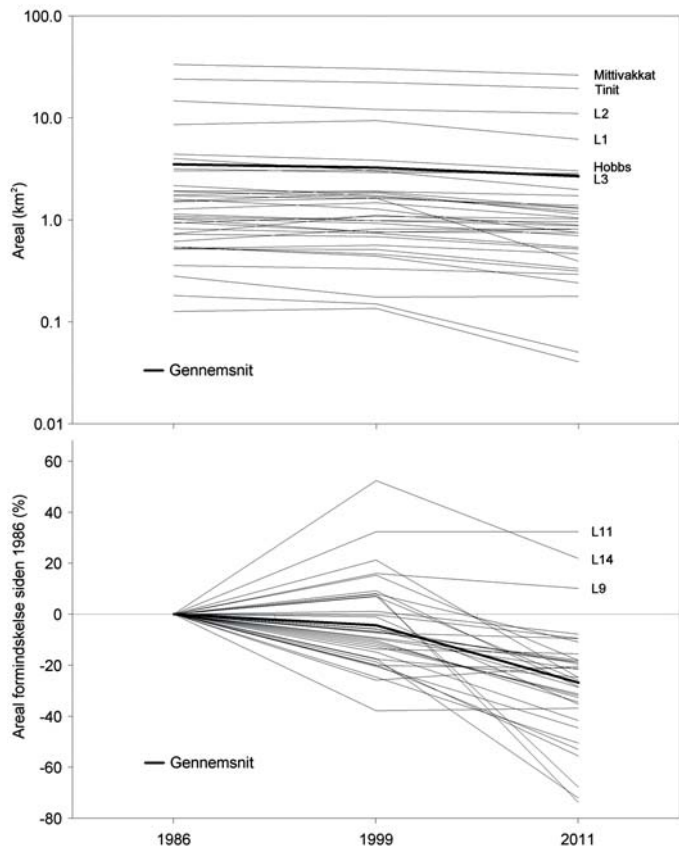 100.0
10.0
1.0
0.1
0.01
Areal (km²)
Mittivakkat
Tinit
L2
L1
Hobbs
L3
Gennemsnit
60
40
20
0
-20
-40
-60
-80
Areal formindskelse siden 1986 (%)
L11
L14
L9
Gennemsnit
1986 1999 2011